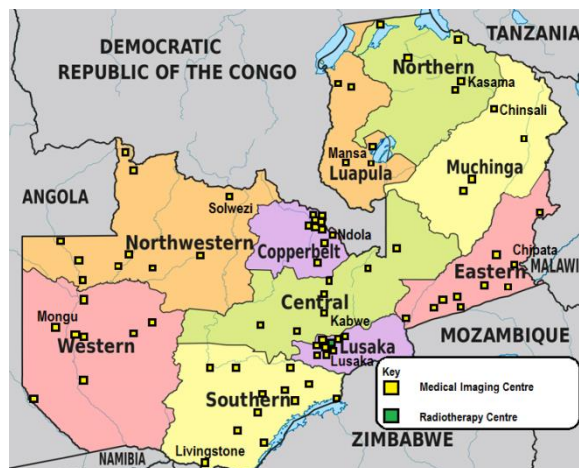 DEMOCRATIC
REPUBLIC OF THE CONGO
TANZANIA
Northern
Kasama
Chinsali
Mansa
Luapula
Muchinga
ANGOLA
Solwezi
Northwestern
Ndola
Copperbelt
Chipata
Eastern
MALAWI
Central
Kabwe
Mongu
Western
Lusaka
Lusaka
MOZAMBIQUE
Southern
Key
Medical Imaging Centre
Radiotherapy Centre
Livingstone
NAMIBIA
ZIMBABWE